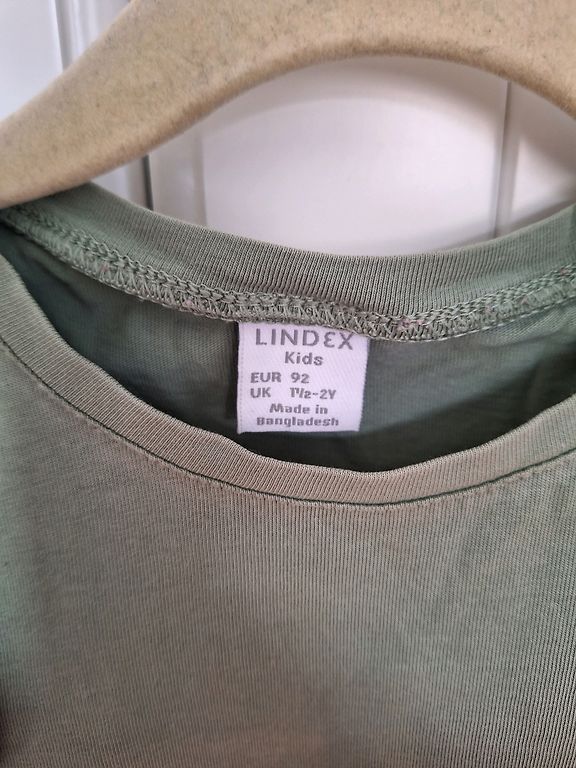 LINDEX
Kids
EUR 92
UK 1½-2Y
Made in
Bangladesh